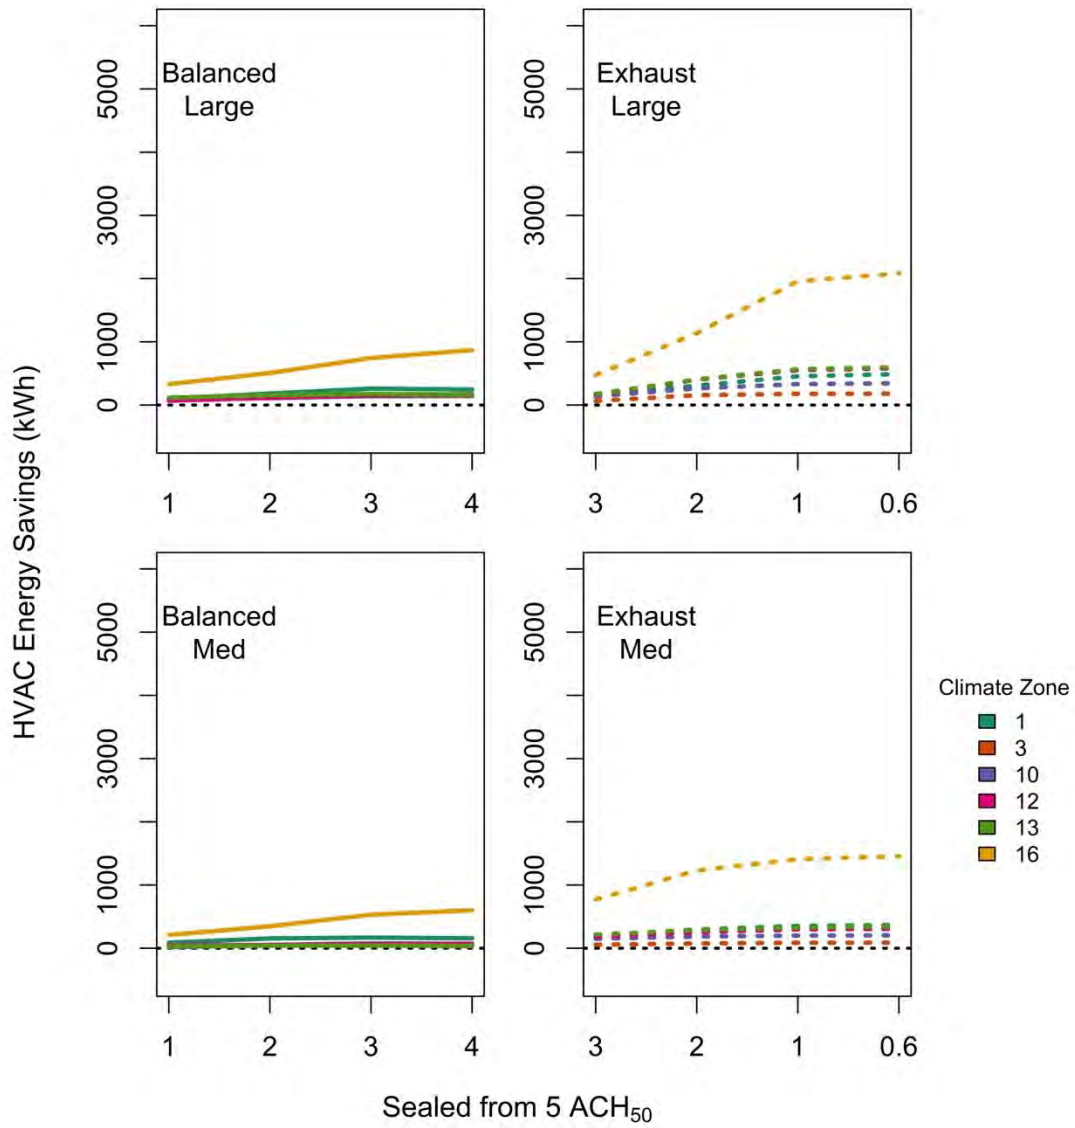 Balanced
Large
5000
3000
1000
0
1 2 3 4
Exhaust
Large
5000
3000
1000
0
3 2 1 0.6
HVAC Energy Savings (kWh)
Balanced
Med
5000
3000
1000
0
1 2 3 4
Exhaust
Med
5000
3000
1000
0
3 2 1 0.6
Climate Zone
1
3
10
12
13
16
Sealed from 5 ACH₅₀